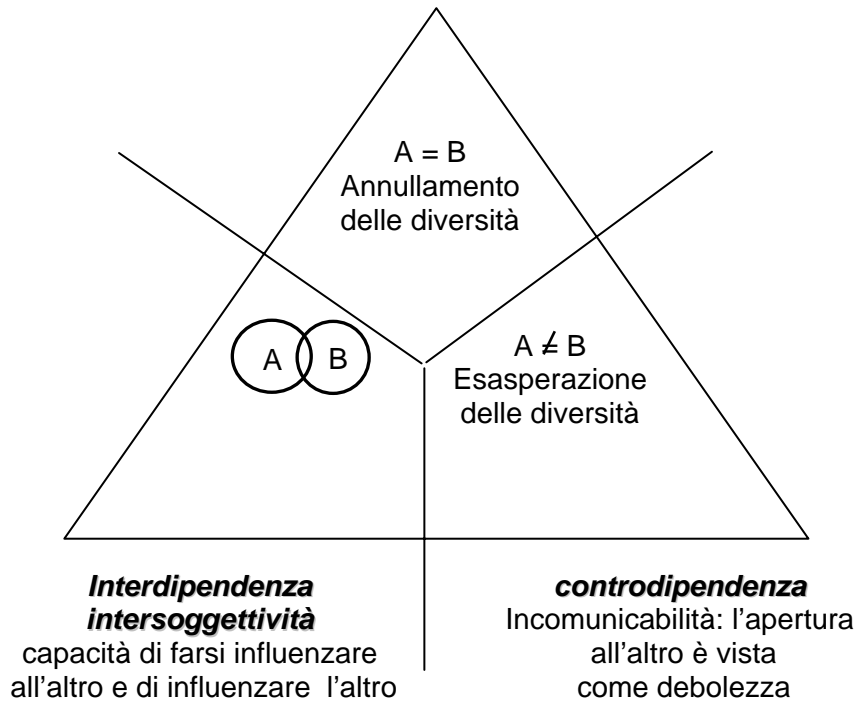 A = B
Annullamento
delle diversità
A B
A ≠ B
Esasperazione
delle diversità
Interdipendenza
intersoggettività
capacità di farsi influenzare
all'altro e di influenzare l'altro
controdipendenza
Incomunicabilità: l'apertura
all'altro è vista
come debolezza